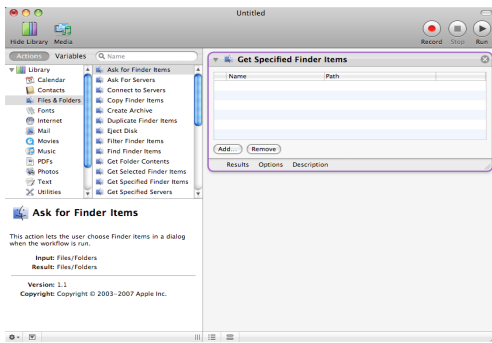 Untitled
Hide Library Media
Record Stop Run
Actions Variables
Name
Library
Calendar
Contacts
Files & Folders
Fonts
Internet
Mail
Movies
Music
PDFs
Photos
Text
Utilities
Ask for Finder Items
Ask For Servers
Connect to Servers
Copy Finder Items
Create Archive
Duplicate Finder Items
Eject Disk
Filter Finder Items
Find Finder Items
Get Folder Contents
Get Selected Finder Items
Get Specified Finder Items
Get Specified Servers
Ask for Finder Items
This action lets the user choose Finder items in a dialog
when the workflow is run.
Input: Files/Folders
Result: Files/Folders
Version: 1.1
Copyright: Copyright © 2003–2007 Apple Inc.
Get Specified Finder Items
Name Path
Add... Remove
Results Options Description